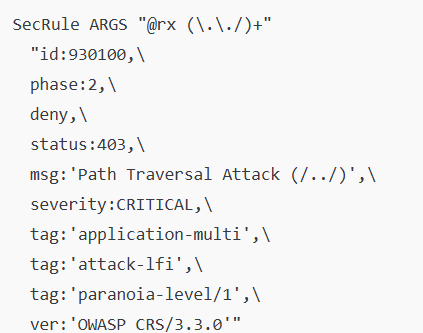 SecRule ARGS "@rx (\.\./)+"
"id:930100,\
phase:2,\
deny,\
status:403,\
msg:'Path Traversal Attack (/../)',\
severity:CRITICAL,\
tag:'application-multi',\
tag:'attack-lfi',\
tag:'paranoia-level/1',\
ver:'OWASP CRS/3.3.0'"